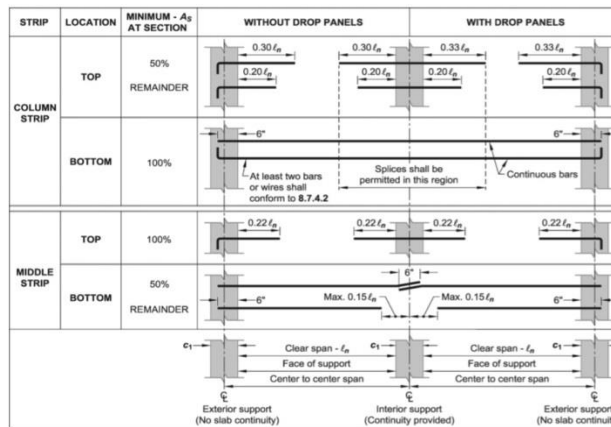 STRIP LOCATION MINIMUM - As AT SECTION WITHOUT DROP PANELS WITH DROP PANELS
COLUMN STRIP
TOP
50%
REMAINDER
0.30 ℓn 0.30 ℓn 0.33 ℓn 0.33 ℓn
0.20 ℓn 0.20 ℓn 0.20 ℓn 0.20 ℓn
BOTTOM
100%
6" 6"
At least two bars
or wires shall
conform to 8.7.4.2
Splices shall be
permitted in this region
Continuous bars
MIDDLE STRIP
TOP
100%
0.22 ℓn 0.22 ℓn 0.22 ℓn 0.22 ℓn
BOTTOM
50%
REMAINDER
6"
6" Max. 0.15 ℓn Max. 0.15 ℓn 6"
c1 Clear span - ℓn c1 Clear span - ℓn c1
Face of support Face of support
Center to center span Center to center span
℄ ℄ ℄
Exterior support Interior support Exterior support
(No slab continuity) (Continuity provided) (No slab continuity)